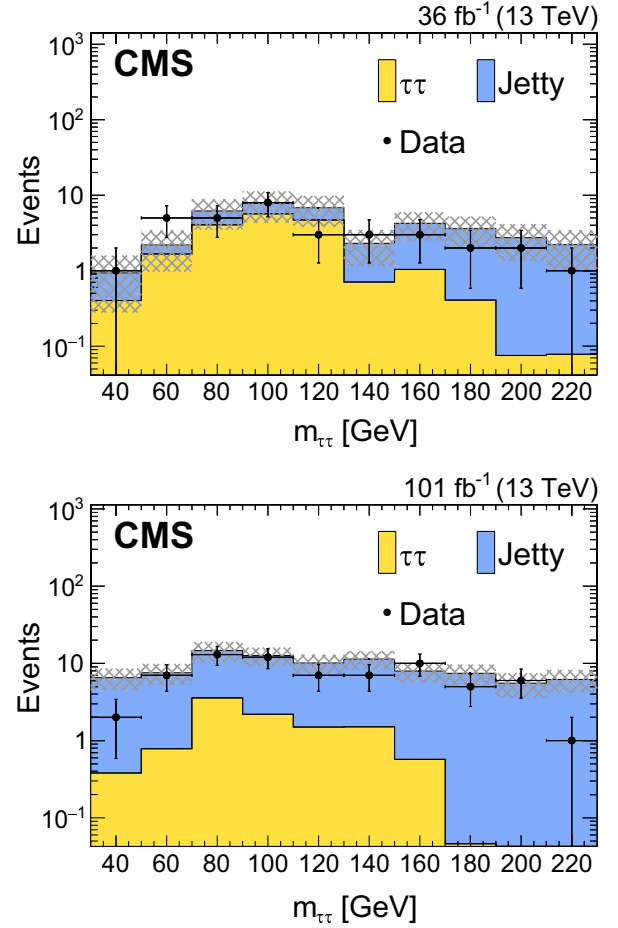 36 fb⁻¹ (13 TeV)
CMS
ττ Jetty
Data
Events
10³
10²
10
1
10⁻¹
40 60 80 100 120 140 160 180 200 220
m_ττ [GeV]
101 fb⁻¹ (13 TeV)
CMS
ττ Jetty
Data
Events
10³
10²
10
1
10⁻¹
40 60 80 100 120 140 160 180 200 220
m_ττ [GeV]